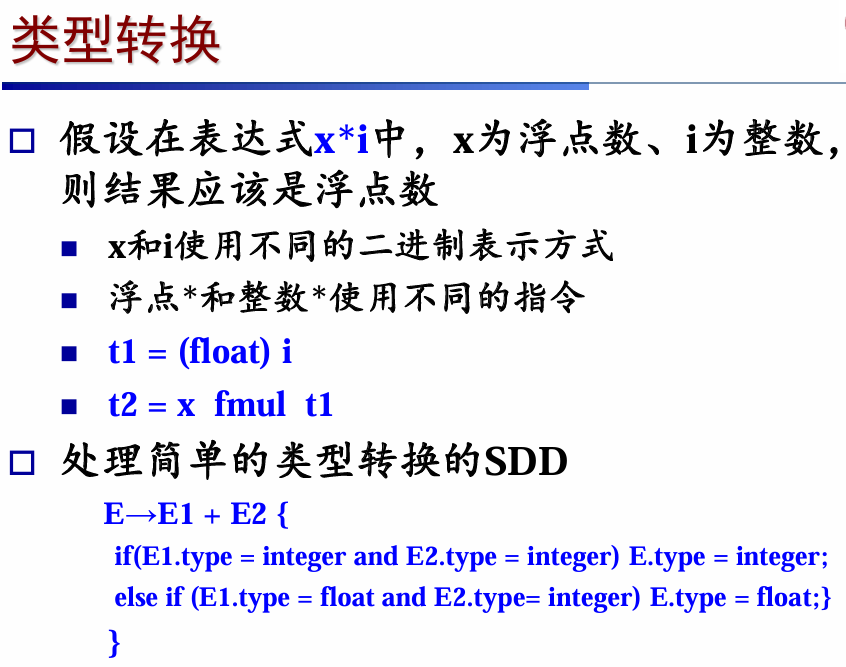 类型转换
假设在表达式x*i中，x为浮点数、i为整数，
则结果应该是浮点数
x和i使用不同的二进制表示方式
浮点*和整数*使用不同的指令
t1 = (float) i
t2 = x fmul t1
处理简单的类型转换的SDD
E→E1 + E2 {
if(E1.type = integer and E2.type = integer) E.type = integer;
else if (E1.type = float and E2.type= integer) E.type = float;}
}